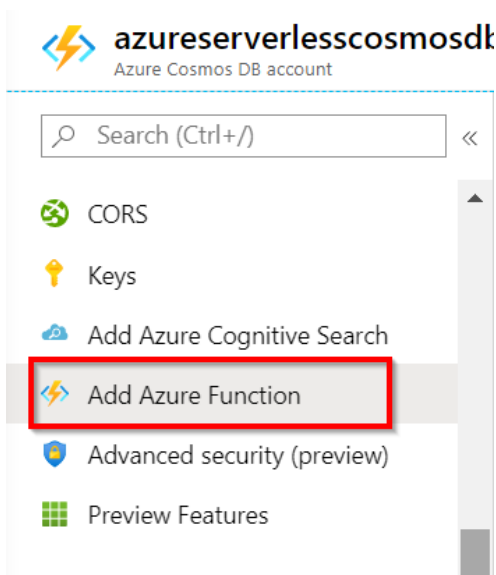 azureserverlesscosmosdb
Azure Cosmos DB account
Search (Ctrl+/)
«
CORS
Keys
Add Azure Cognitive Search
Add Azure Function
Advanced security (preview)
Preview Features